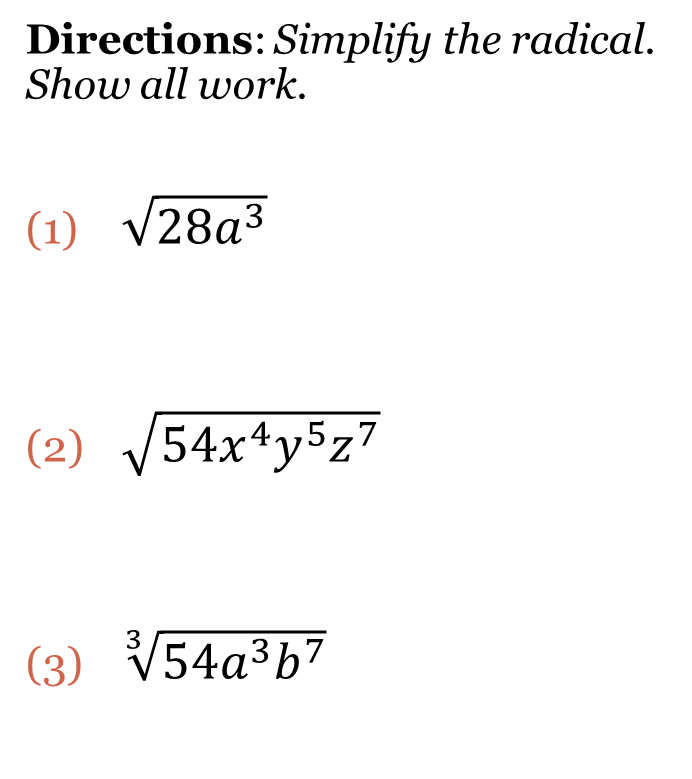 Directions: Simplify the radical.
Show all work.
(1) √28a³
(2) √54x⁴y⁵z⁷
(3) ∛54a³b⁷